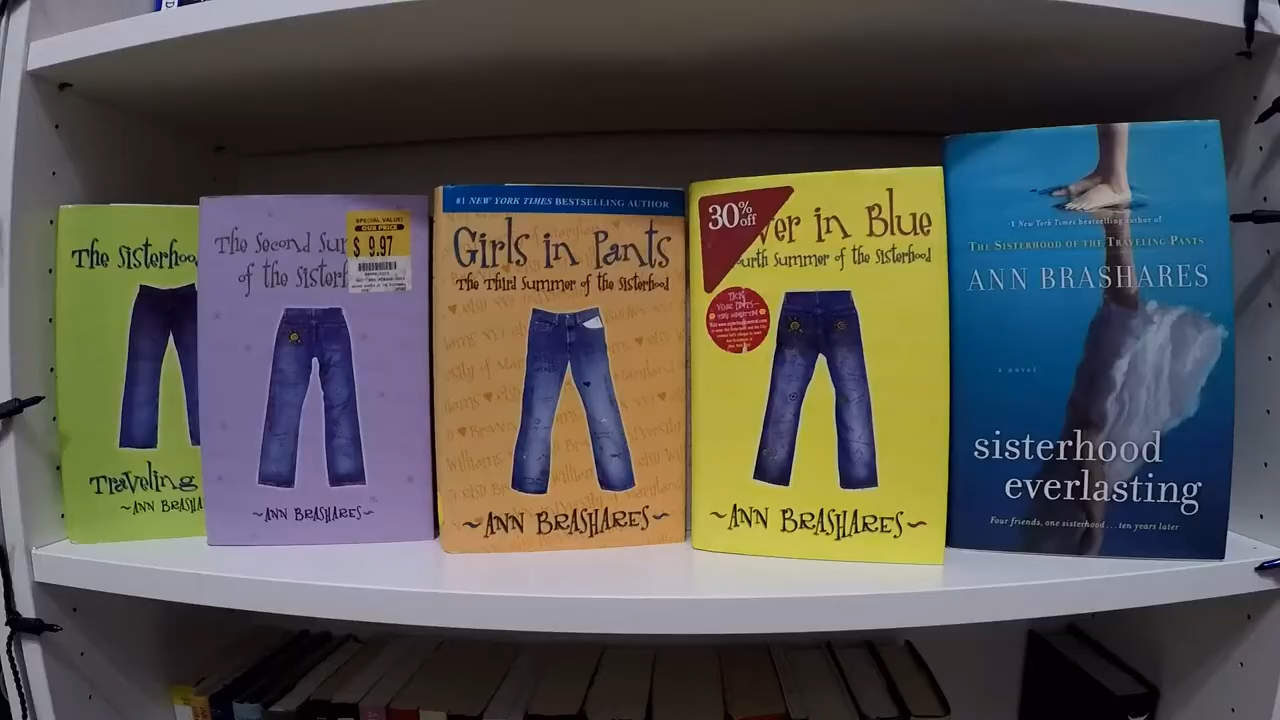 The Sisterhoo
Traveling
~ANN BRASHA
The Second Sum
of the Sisterh
SPECIAL VALUE!
OUR PRICE
$ 9.97
~ANN BRASHARES~
#1 NEW YORK TIMES BESTSELLING AUTHOR
Girls in Pants
The Third Summer of the Sisterhood
~ANN BRASHARES~
30%
off
ver in Blue
urth Summer of the Sisterhood
~ANN BRASHARES~
#1 New York Times bestselling author of
THE SISTERHOOD OF THE TRAVELING PANTS
ANN BRASHARES
a novel
sisterhood
everlasting
Four friends, one sisterhood...ten years later